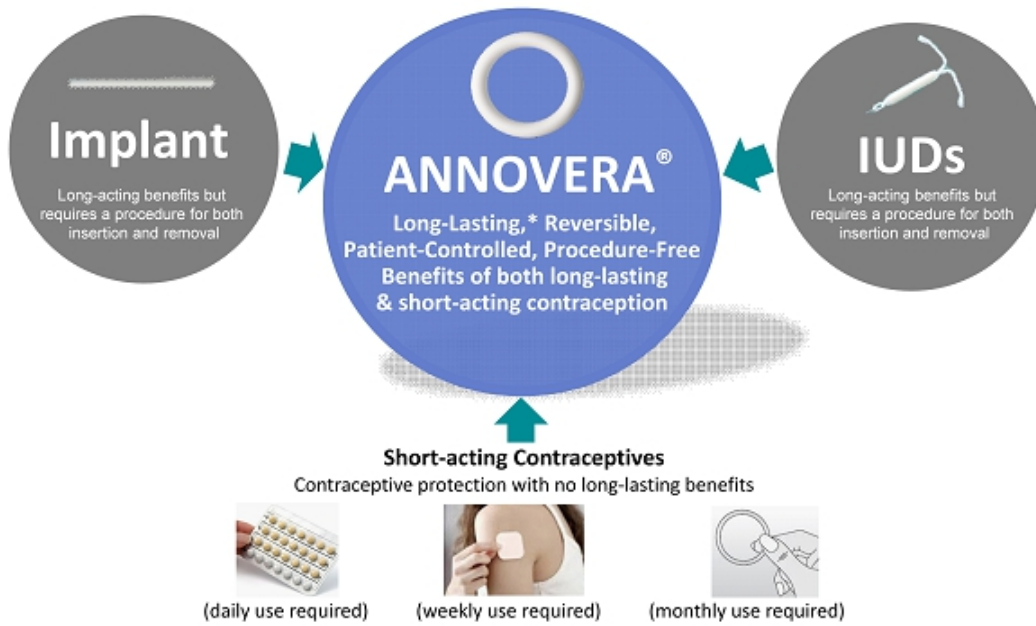 Implant
Long-acting benefits but
requires a procedure for both
insertion and removal
ANNOVERA®
Long-Lasting,* Reversible,
Patient-Controlled, Procedure-Free
Benefits of both long-lasting
& short-acting contraception
IUDs
Long-acting benefits but
requires a procedure for both
insertion and removal
Short-acting Contraceptives
Contraceptive protection with no long-lasting benefits
(daily use required)
(weekly use required)
(monthly use required)